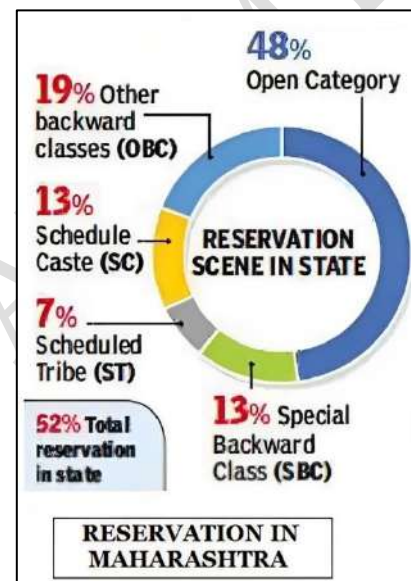 48%
Open Category
19% Other
backward
classes (OBC)
13%
Schedule
Caste (SC)
RESERVATION
SCENE IN STATE
7%
Scheduled
Tribe (ST)
13% Special
Backward
Class (SBC)
52% Total
reservation
in state
RESERVATION IN
MAHARASHTRA